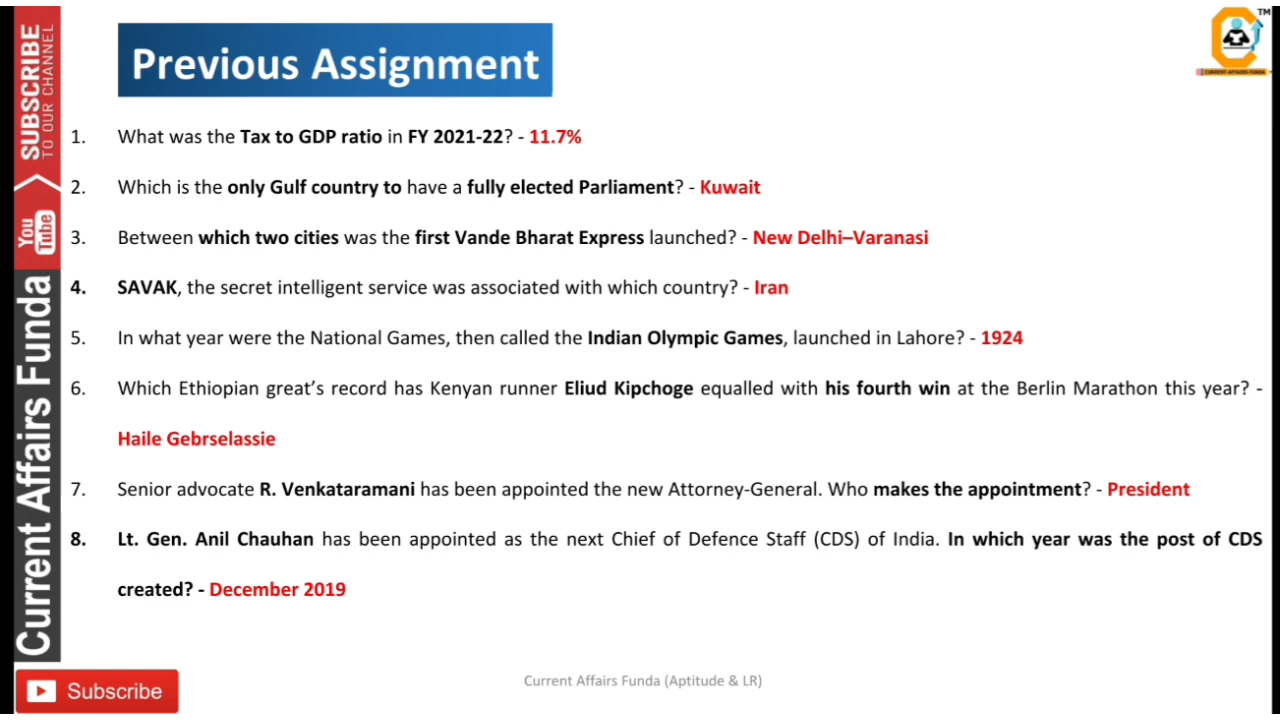 Previous Assignment
1. What was the Tax to GDP ratio in FY 2021-22? - 11.7%
2. Which is the only Gulf country to have a fully elected Parliament? - Kuwait
3. Between which two cities was the first Vande Bharat Express launched? - New Delhi–Varanasi
4. SAVAK, the secret intelligent service was associated with which country? - Iran
5. In what year were the National Games, then called the Indian Olympic Games, launched in Lahore? - 1924
6. Which Ethiopian great's record has Kenyan runner Eliud Kipchoge equalled with his fourth win at the Berlin Marathon this year? -
Haile Gebrselassie
7. Senior advocate R. Venkataramani has been appointed the new Attorney-General. Who makes the appointment? - President
8. Lt. Gen. Anil Chauhan has been appointed as the next Chief of Defence Staff (CDS) of India. In which year was the post of CDS
created? - December 2019
SUBSCRIBE
TO OUR CHANNEL
You
Tube
Current Affairs Funda
Subscribe
Current Affairs Funda (Aptitude & LR)
TM
CURRENT-AFFAIRS-FUNDA